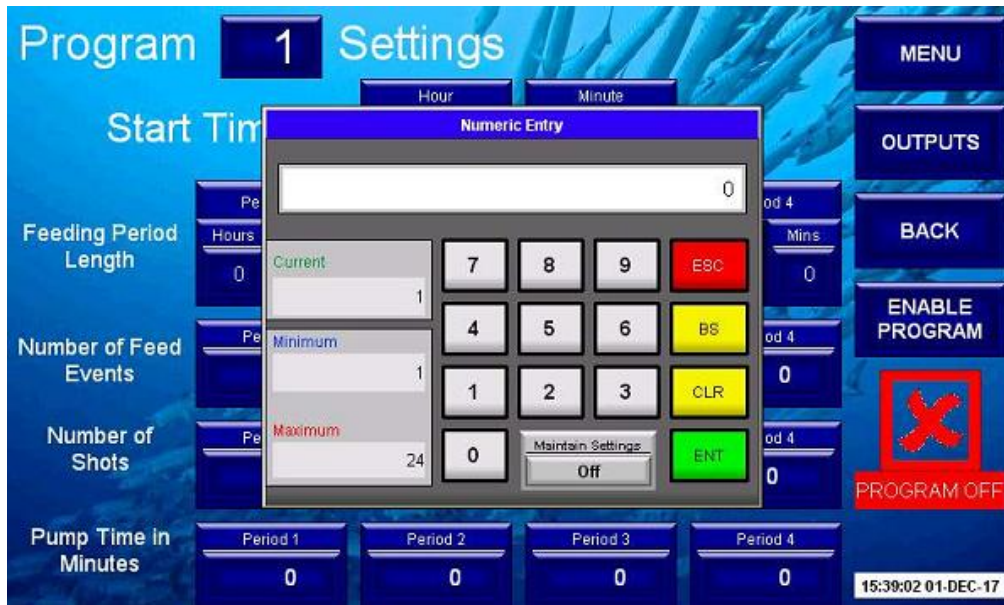 Program 1 Settings
Hour Minute
Start Tim
Numeric Entry
0
Pe od 4
Feeding Period
Length
Hours Mins
0 0
Current
1
Minimum
1
Maximum
24
7 8 9 ESC
4 5 6 BS
1 2 3 CLR
0 Maintain Settings ENT
Off
Number of Feed
Events
Pe od 4
0
Number of
Shots
Pe od 4
0
Pump Time in
Minutes
Period 1 Period 2 Period 3 Period 4
0 0 0 0
MENU
OUTPUTS
BACK
ENABLE
PROGRAM
PROGRAM OFF
15:39:02 01-DEC-17